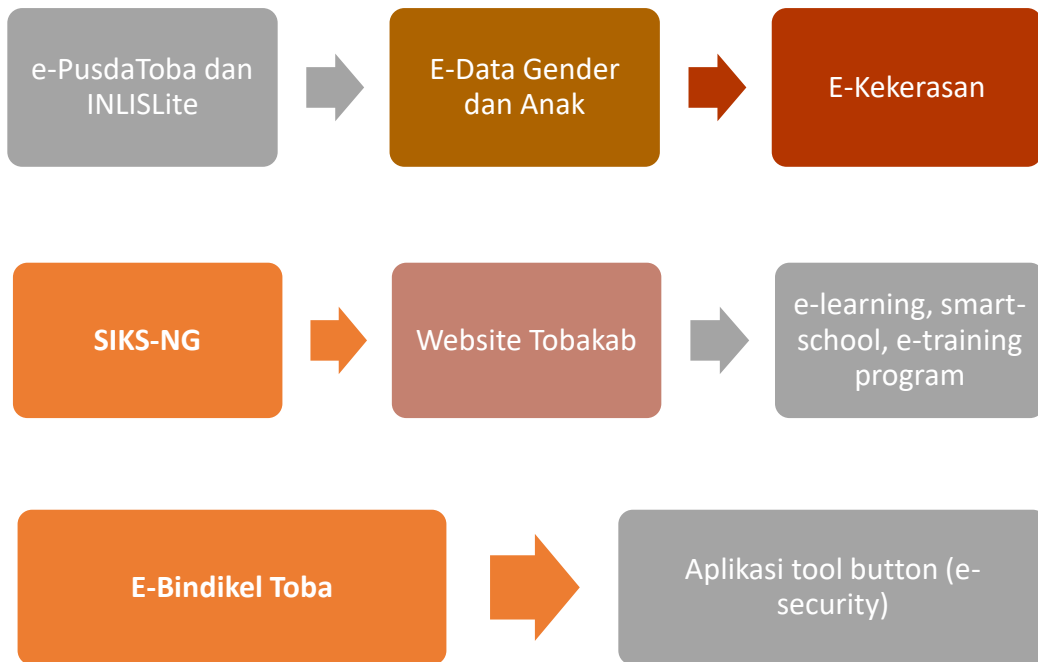 e-PusdaToba dan
INLISLite
E-Data Gender
dan Anak
E-Kekerasan
SIKS-NG
Website Tobakab
e-learning, smart-
school, e-training
program
E-Bindikel Toba
Aplikasi tool button (e-
security)